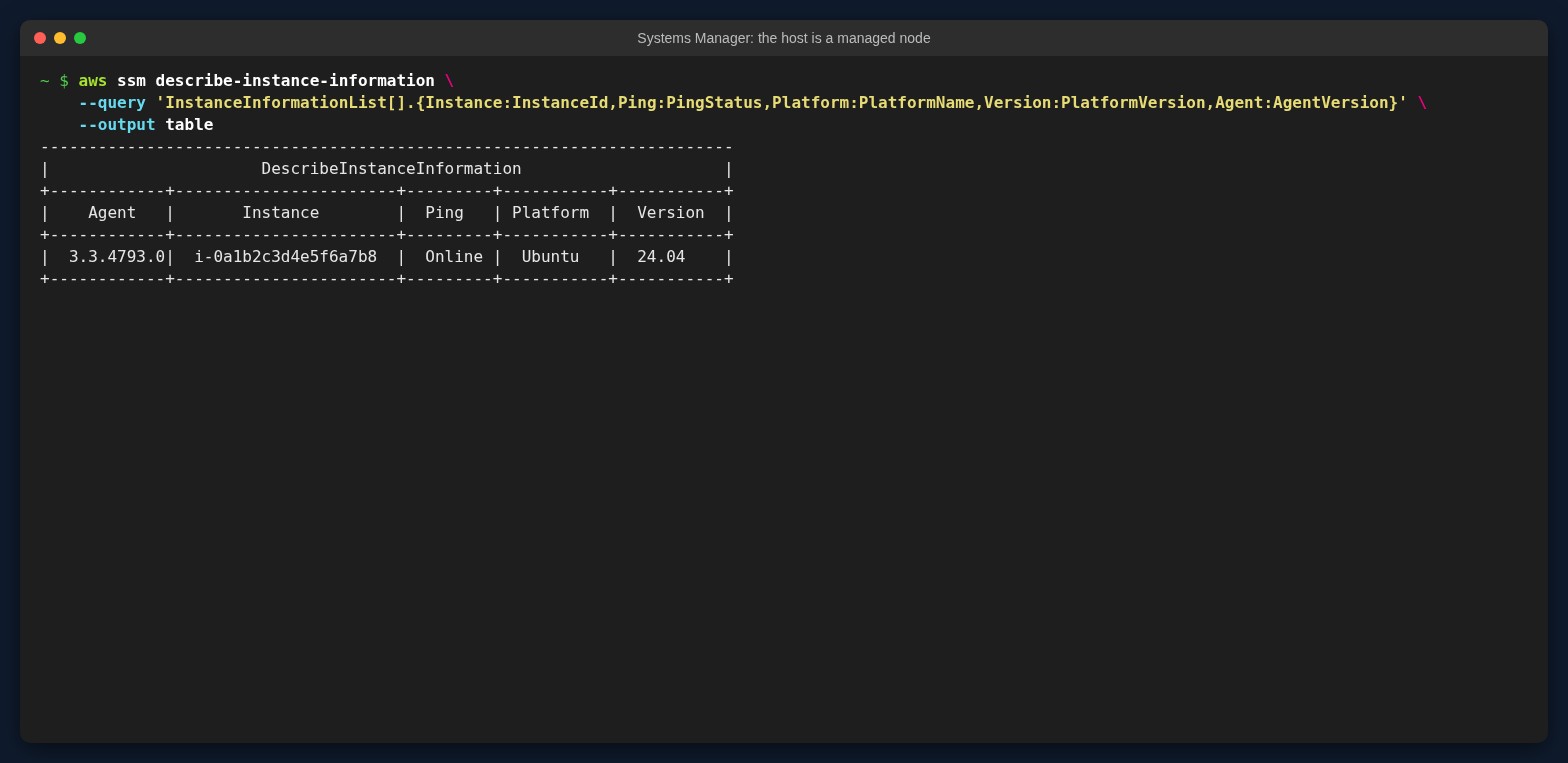 Systems Manager: the host is a managed node
~ $ aws ssm describe-instance-information \
    --query 'InstanceInformationList[].{Instance:InstanceId,Ping:PingStatus,Platform:PlatformName,Version:PlatformVersion,Agent:AgentVersion}' \
    --output table
------------------------------------------------------------------------
|                      DescribeInstanceInformation                     |
+------------+-----------------------+---------+-----------+-----------+
|    Agent   |       Instance        |  Ping   | Platform  |  Version  |
+------------+-----------------------+---------+-----------+-----------+
|  3.3.4793.0|  i-0a1b2c3d4e5f6a7b8  |  Online |  Ubuntu   |  24.04    |
+------------+-----------------------+---------+-----------+-----------+